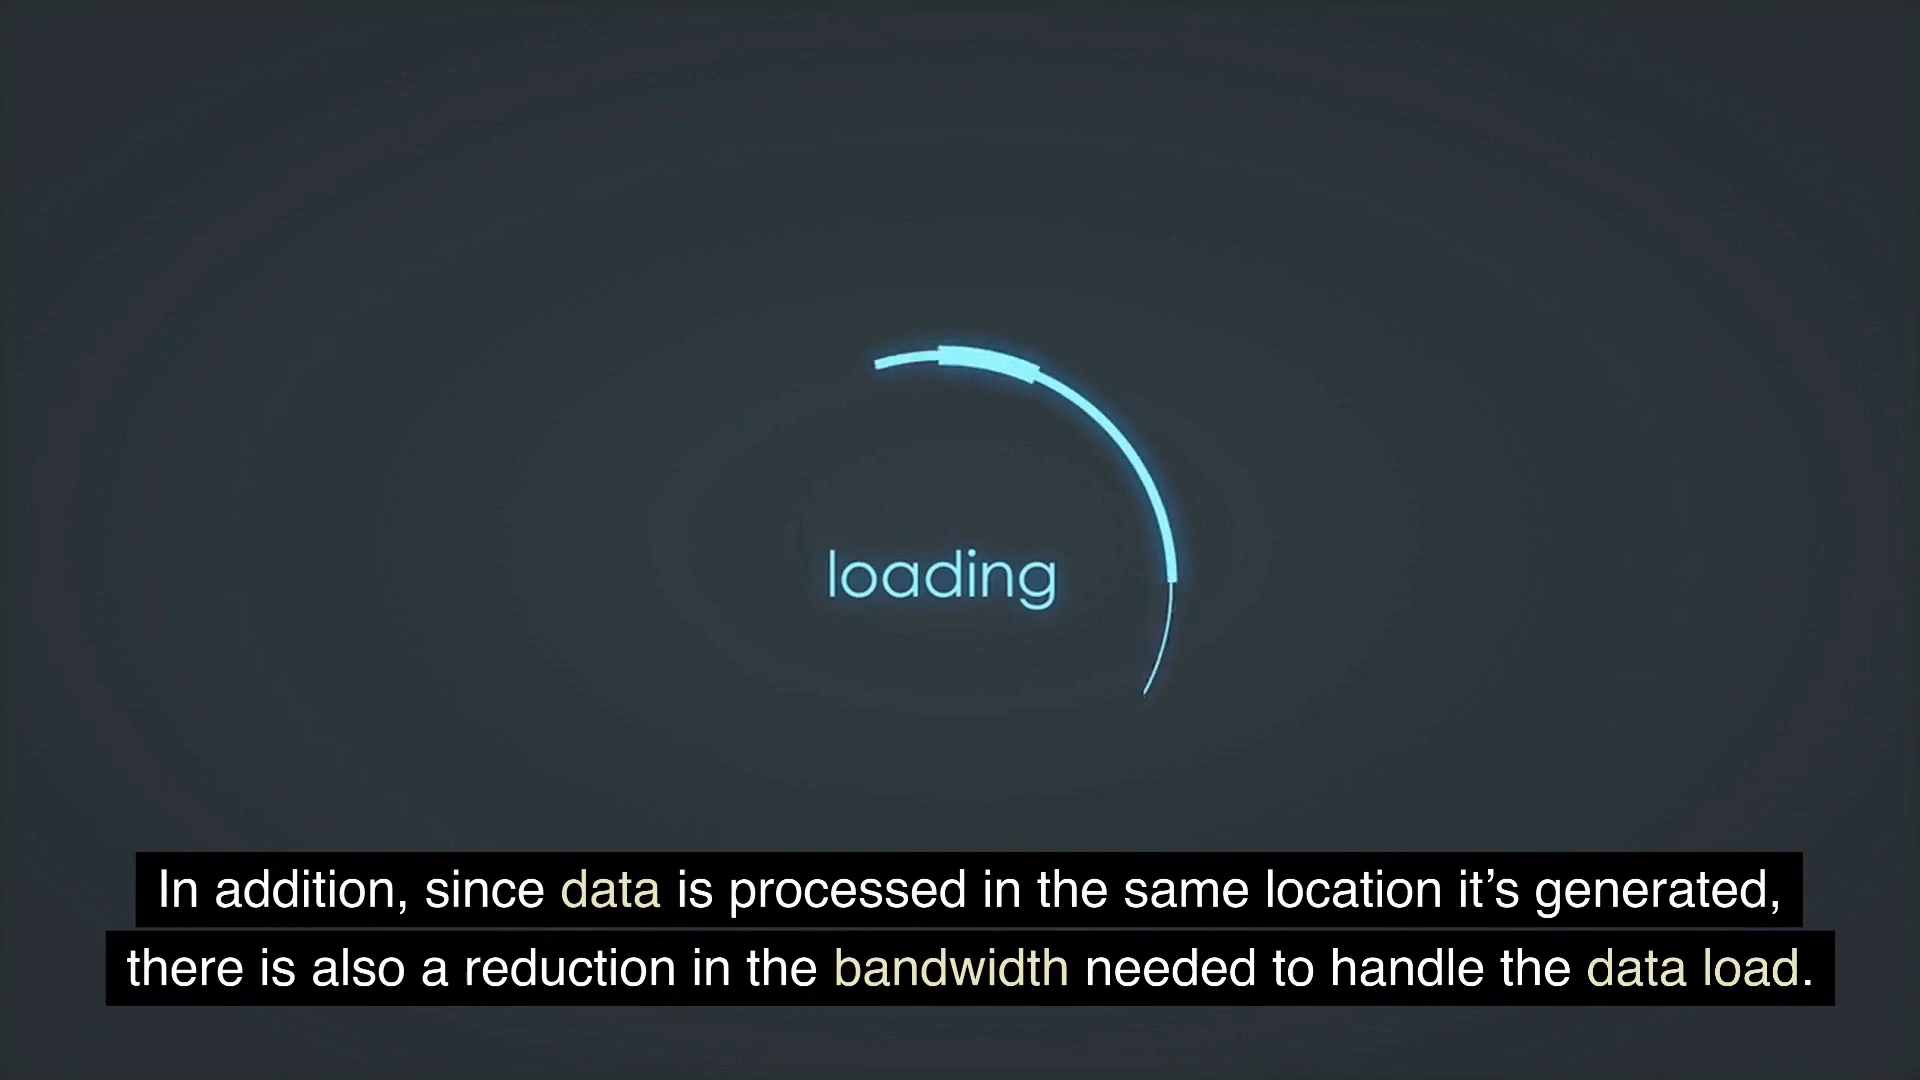 loading
In addition, since data is processed in the same location it’s generated,
there is also a reduction in the bandwidth needed to handle the data load.